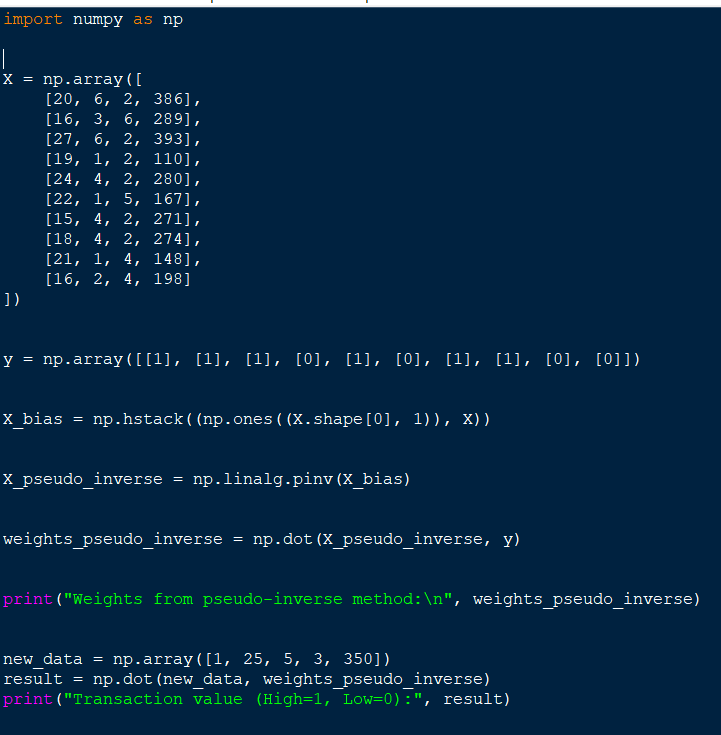 import numpy as np
X = np.array([
    [20, 6, 2, 386],
    [16, 3, 6, 289],
    [27, 6, 2, 393],
    [19, 1, 2, 110],
    [24, 4, 2, 280],
    [22, 1, 5, 167],
    [15, 4, 2, 271],
    [18, 4, 2, 274],
    [21, 1, 4, 148],
    [16, 2, 4, 198]
])
y = np.array([[1], [1], [1], [0], [1], [0], [1], [1], [0], [0]])
X_bias = np.hstack((np.ones((X.shape[0], 1)), X))
X_pseudo_inverse = np.linalg.pinv(X_bias)
weights_pseudo_inverse = np.dot(X_pseudo_inverse, y)
print("Weights from pseudo-inverse method:\n", weights_pseudo_inverse)
new_data = np.array([1, 25, 5, 3, 350])
result = np.dot(new_data, weights_pseudo_inverse)
print("Transaction value (High=1, Low=0):", result)